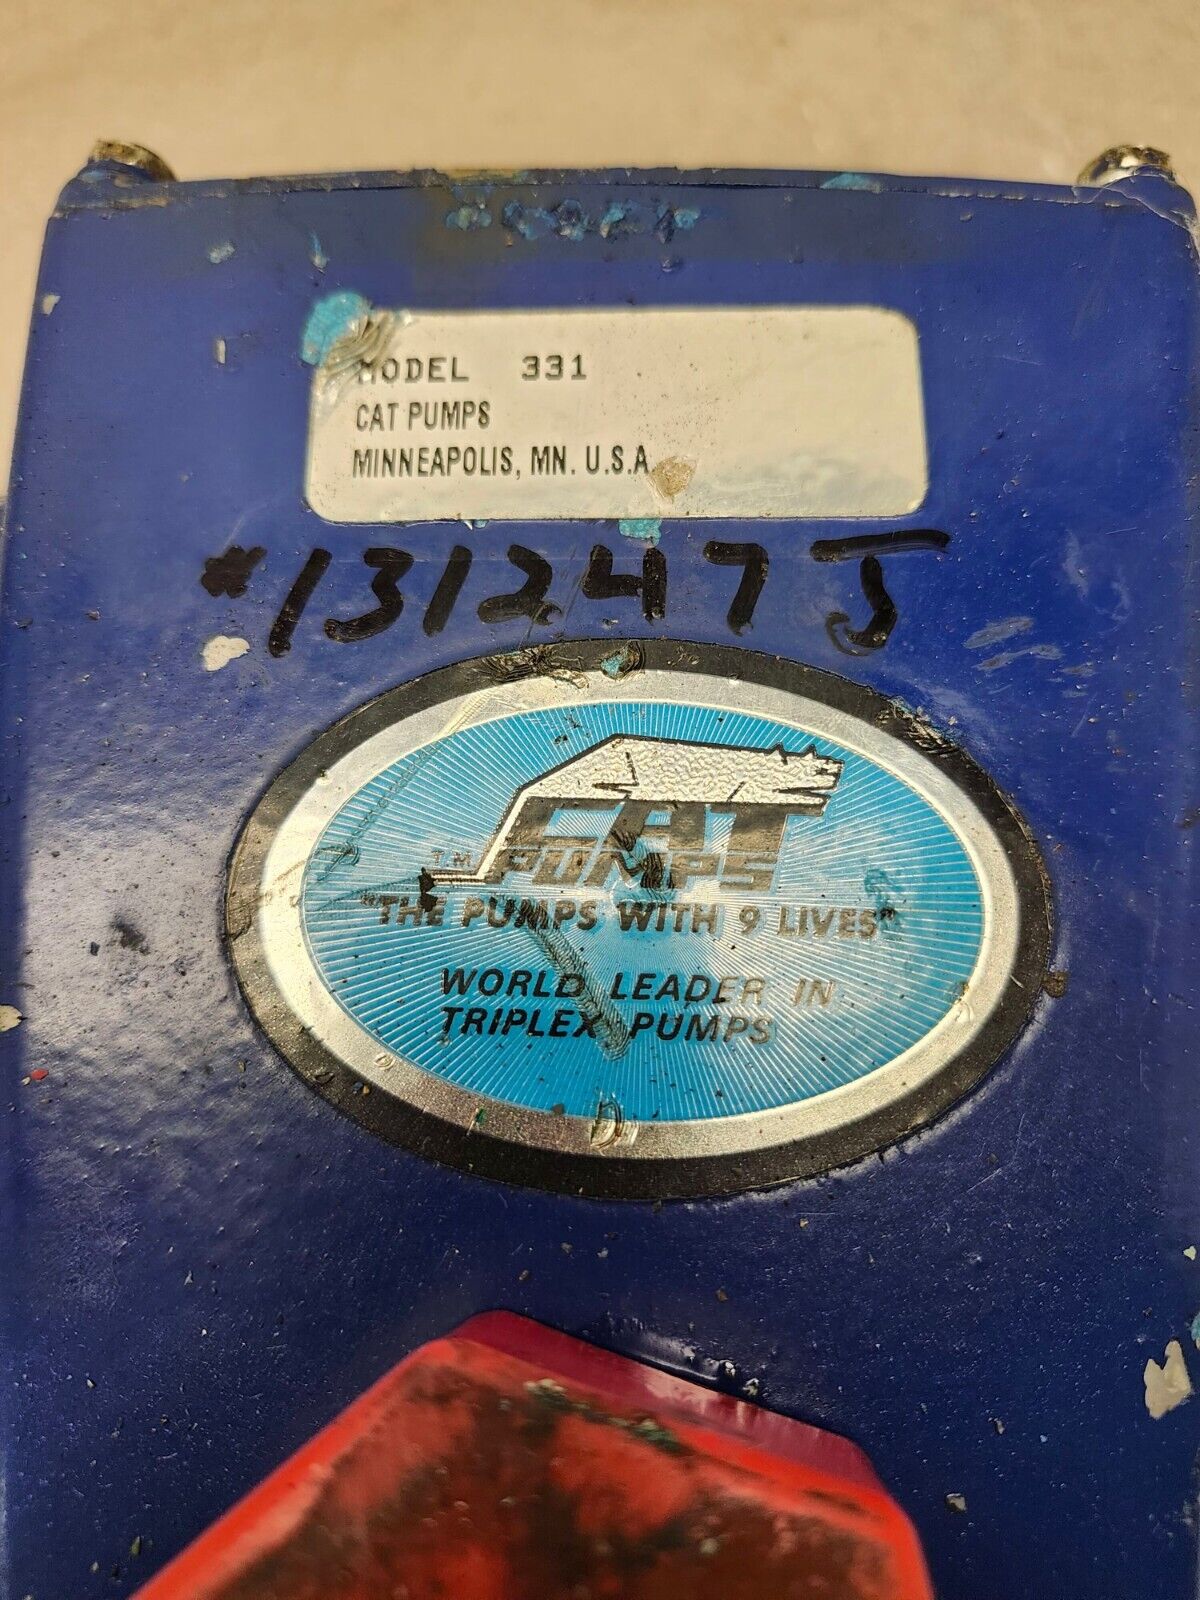 MODEL 331
CAT PUMPS
MINNEAPOLIS, MN. U.S.A
#131247J
CAT
T.M. PUMPS
"THE PUMPS WITH 9 LIVES"
WORLD LEADER IN
TRIPLEX PUMPS